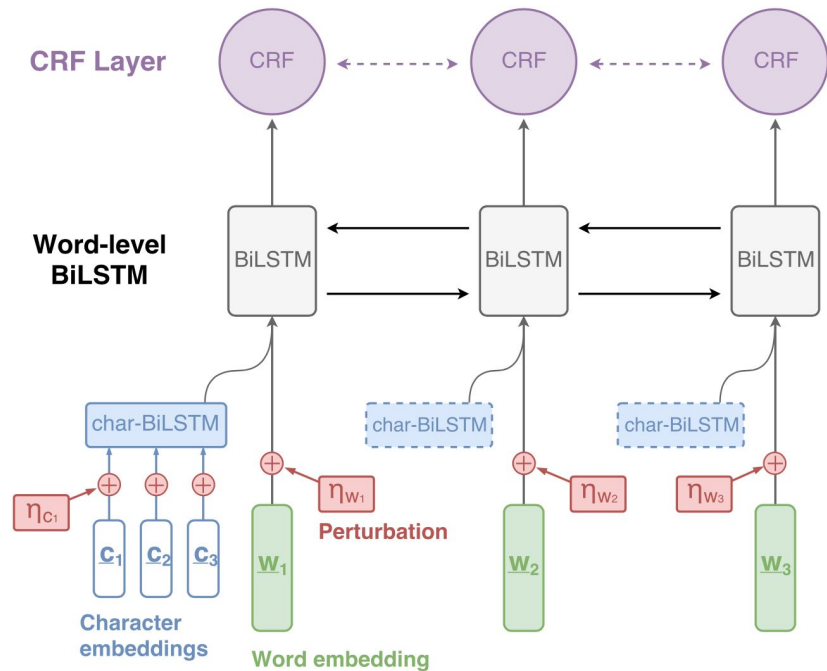 CRF Layer
CRF
CRF
CRF
Word-level
BiLSTM
BiLSTM
BiLSTM
BiLSTM
char-BiLSTM
char-BiLSTM
char-BiLSTM
ηC₁
ηW₁
ηW₂
ηW₃
Perturbation
c₁
c₂
c₃
w₁
w₂
w₃
Character
embeddings
Word embedding